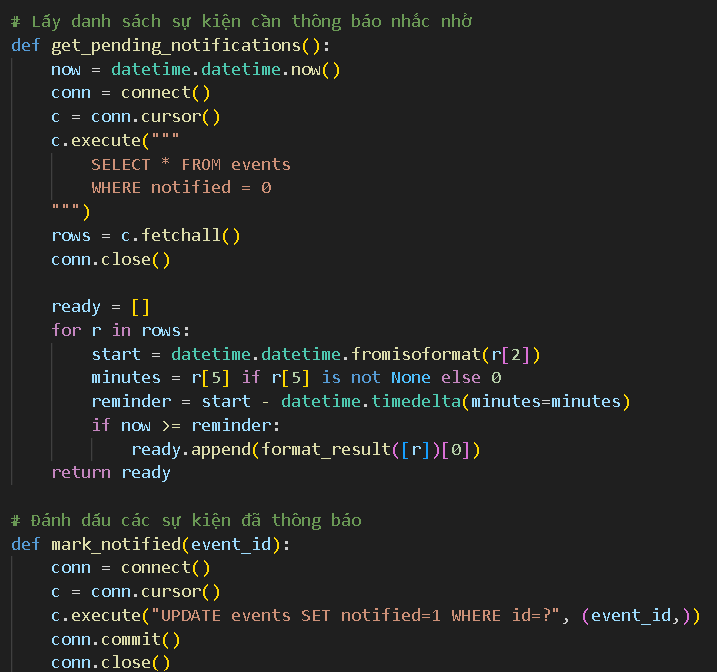 # Lấy danh sách sự kiện cần thông báo nhắc nhở
def get_pending_notifications():
    now = datetime.datetime.now()
    conn = connect()
    c = conn.cursor()
    c.execute("""
        SELECT * FROM events
        WHERE notified = 0
    """)
    rows = c.fetchall()
    conn.close()

    ready = []
    for r in rows:
        start = datetime.datetime.fromisoformat(r[2])
        minutes = r[5] if r[5] is not None else 0
        reminder = start - datetime.timedelta(minutes=minutes)
        if now >= reminder:
            ready.append(format_result([r])[0])
    return ready

# Đánh dấu các sự kiện đã thông báo
def mark_notified(event_id):
    conn = connect()
    c = conn.cursor()
    c.execute("UPDATE events SET notified=1 WHERE id=?", (event_id,))
    conn.commit()
    conn.close()